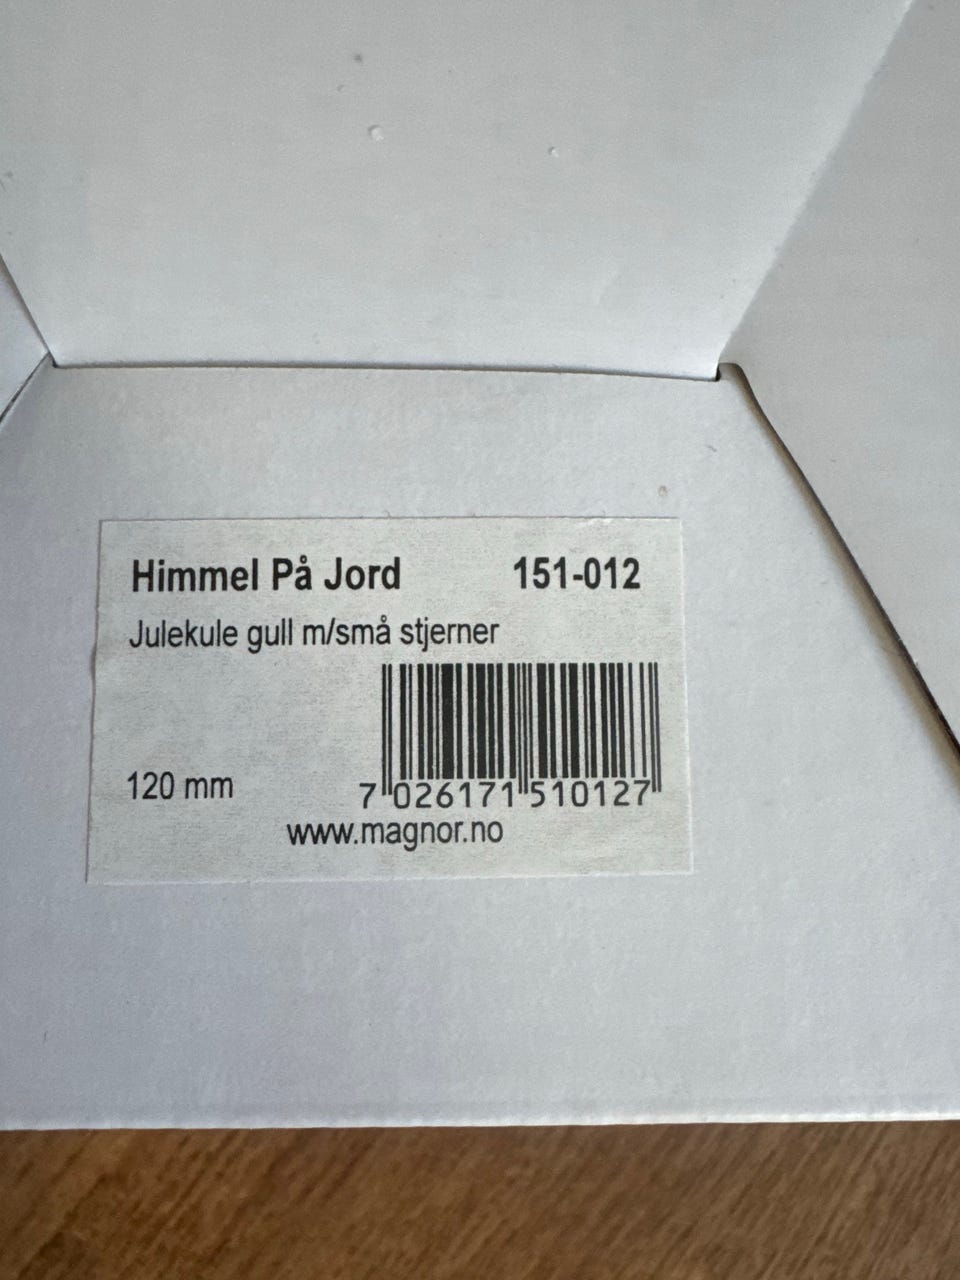 Himmel På Jord 151-012
Julekule gull m/små stjerner
120 mm
7 026171 510127
www.magnor.no